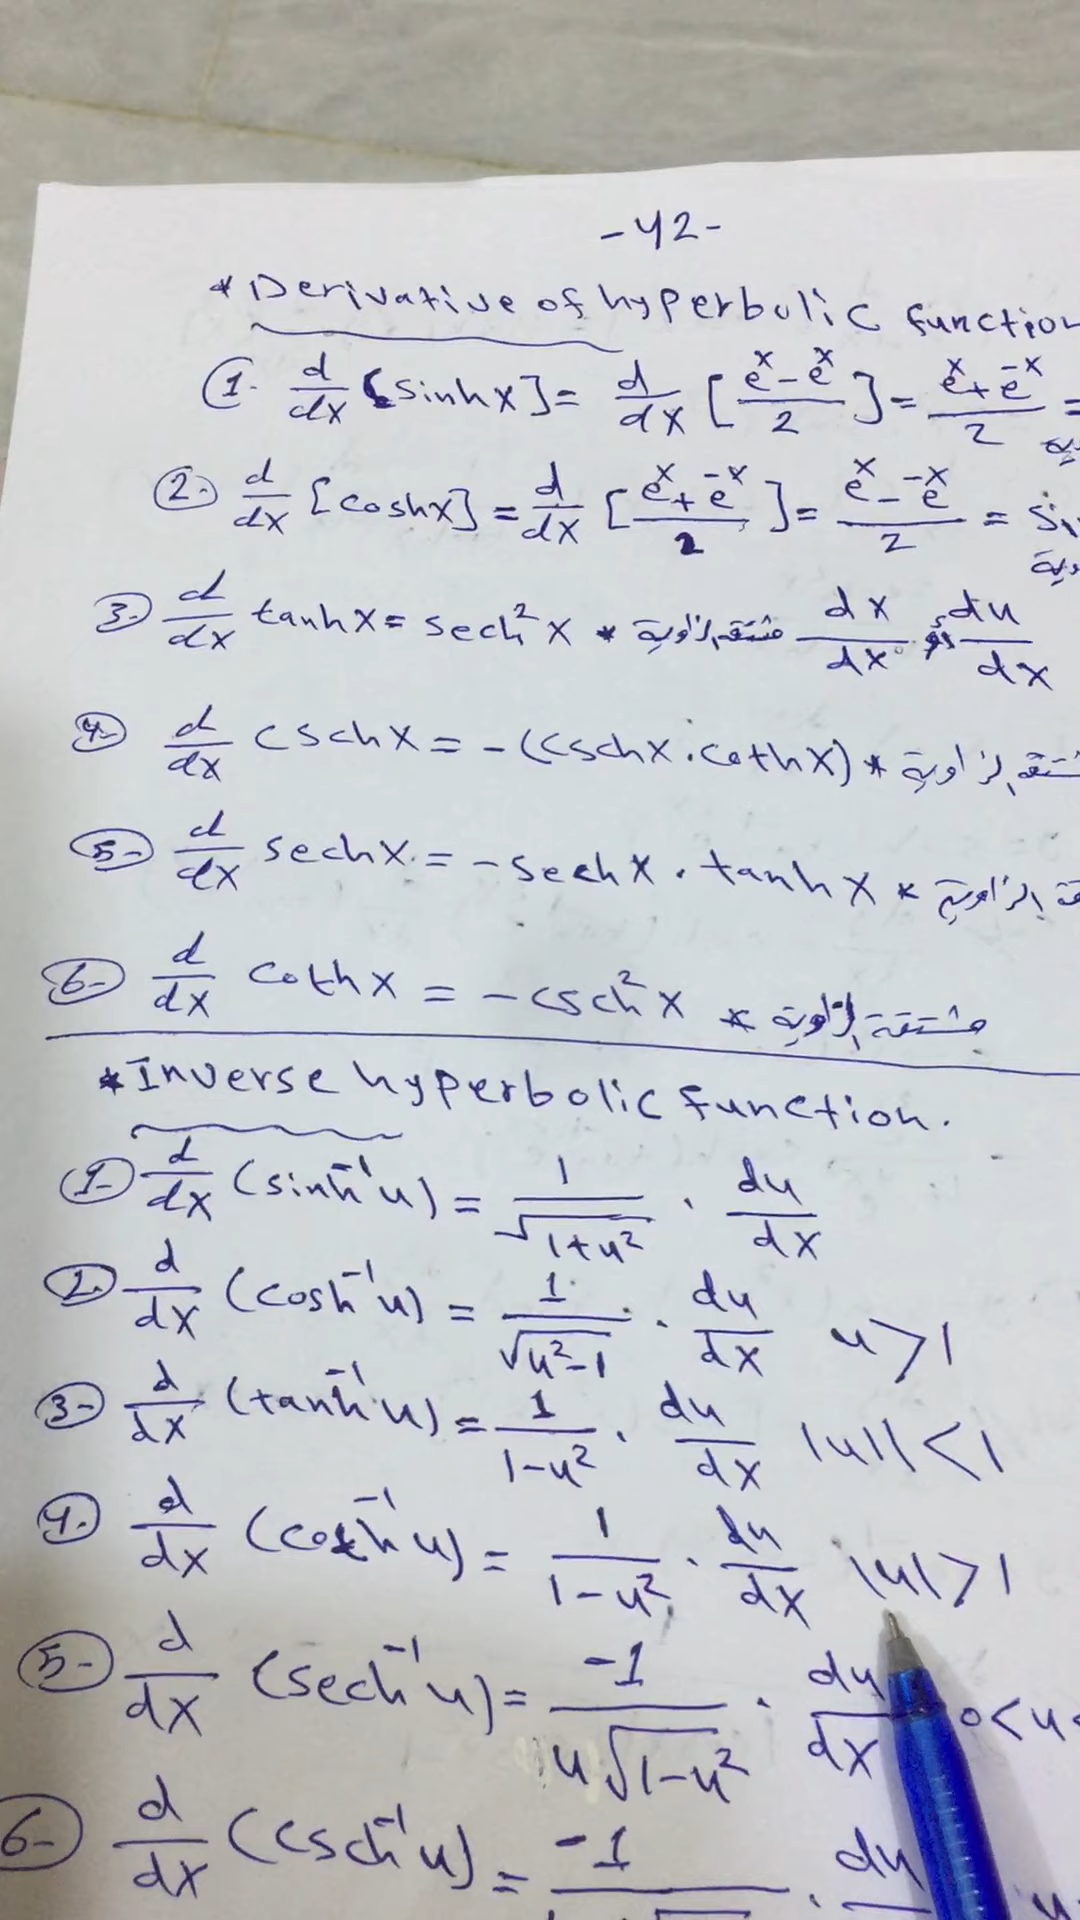 -42-
* Derivative of hyperbolic function
1. d/dx [sinh x] = d/dx [(e^x - e^x)/2] = (e^x + e^-x)/2 =
2. d/dx [cosh x] = d/dx [(e^x + e^-x)/2] = (e^x - e^-x)/2 =
3- d/dx tanh x = sech² x * مشتقة الزاوية dx/dx أو du/dx
4- d/dx csch x = -(csch x . coth x) * مشتقة الزاوية
5- d/dx sech x = - sech x . tanh x * الزاوية
6- d/dx coth x = - csch² x * مشتقة الزاوية
* Inverse hyperbolic function.
1- d/dx (sinh^-1 u) = 1/√(1+u²) . du/dx
2. d/dx (cosh^-1 u) = 1/√(u²-1) . du/dx u > 1
3- d/dx (tanh^-1 u) = 1/(1-u²) . du/dx |u| < 1
4. d/dx (coth^-1 u) = 1/(1-u²) . du/dx |u| > 1
5- d/dx (sech^-1 u) = -1/(u√(1-u²)) . du/dx 0 < u <
6- d/dx (csch^-1 u) = -1/ . du/